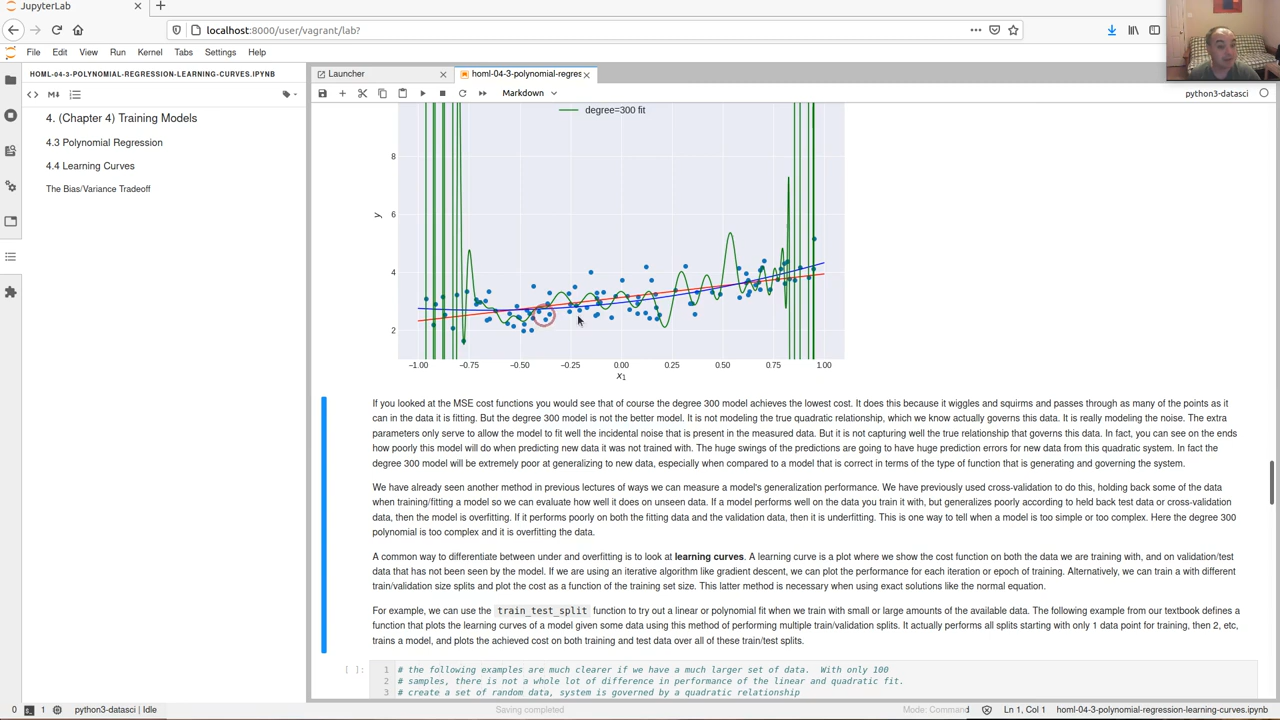 JupyterLab
localhost:8000/user/vagrant/lab?
File Edit View Run Kernel Tabs Settings Help
HOML-04-3-POLYNOMIAL-REGRESSION-LEARNING-CURVES.IPYNB
Launcher
homl-04-3-polynomial-regres
Markdown
python3-datasci
4. (Chapter 4) Training Models
4.3 Polynomial Regression
4.4 Learning Curves
The Bias/Variance Tradeoff
degree=300 fit
8
6
4
2
y
−1.00 −0.75 −0.50 −0.25 0.00 0.25 0.50 0.75 1.00
x1
If you looked at the MSE cost functions you would see that of course the degree 300 model achieves the lowest cost. It does this because it wiggles and squirms and passes through as many of the points as it
can in the data it is fitting. But the degree 300 model is not the better model. It is not modeling the true quadratic relationship, which we know actually governs this data. It is really modeling the noise. The extra
parameters only serve to allow the model to fit well the incidental noise that is present in the measured data. But it is not capturing well the true relationship that governs this data. In fact, you can see on the ends
how poorly this model will do when predicting new data it was not trained with. The huge swings of the predictions are going to have huge prediction errors for new data from this quadratic system. In fact the
degree 300 model will be extremely poor at generalizing to new data, especially when compared to a model that is correct in terms of the type of function that is generating and governing the system.
We have already seen another method in previous lectures of ways we can measure a model's generalization performance. We have previously used cross-validation to do this, holding back some of the data
when training/fitting a model so we can evaluate how well it does on unseen data. If a model performs well on the data you train it with, but generalizes poorly according to held back test data or cross-validation
data, then the model is overfitting. If it performs poorly on both the fitting data and the validation data, then it is underfitting. This is one way to tell when a model is too simple or too complex. Here the degree 300
polynomial is too complex and it is overfitting the data.
A common way to differentiate between under and overfitting is to look at learning curves. A learning curve is a plot where we show the cost function on both the data we are training with, and on validation/test
data that has not been seen by the model. If we are using an iterative algorithm like gradient descent, we can plot the performance for each iteration or epoch of training. Alternatively, we can train a with different
train/validation size splits and plot the cost as a function of the training set size. This latter method is necessary when using exact solutions like the normal equation.
For example, we can use the train_test_split function to try out a linear or polynomial fit when we train with small or large amounts of the available data. The following example from our textbook defines a
function that plots the learning curves of a model given some data using this method of performing multiple train/validation splits. It actually performs all splits starting with only 1 data point for training, then 2, etc,
trains a model, and plots the achieved cost on both training and test data over all of these train/test splits.
[ ]: 1 # the following examples are much clearer if we have a much larger set of data. With only 100
2 # samples, there is not a whole lot of difference in performance of the linear and quadratic fit.
3 # create a set of random data, system is governed by a quadratic relationship
0 1 python3-datasci | Idle Saving completed Mode: Command Ln 1, Col 1 homl-04-3-polynomial-regression-learning-curves.ipynb